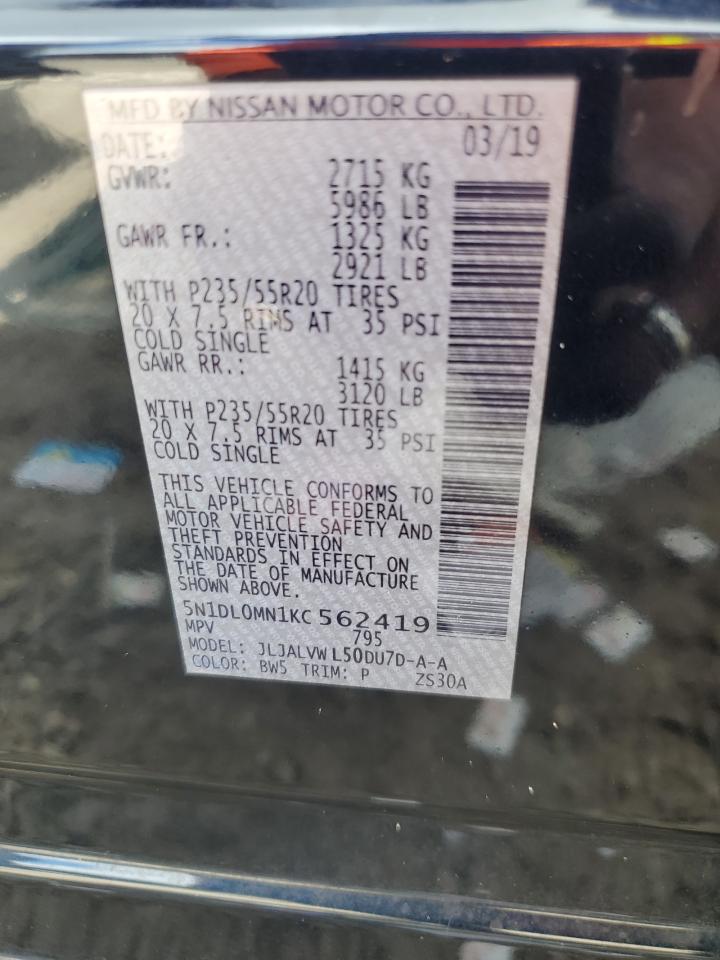 MFD BY NISSAN MOTOR CO., LTD.
DATE: 03/19
GVWR: 2715 KG
5986 LB
GAWR FR.: 1325 KG
2921 LB
WITH P235/55R20 TIRES
20 X 7.5 RIMS AT 35 PSI
COLD SINGLE
GAWR RR.: 1415 KG
3120 LB
WITH P235/55R20 TIRES
20 X 7.5 RIMS AT 35 PSI
COLD SINGLE
THIS VEHICLE CONFORMS TO
ALL APPLICABLE FEDERAL
MOTOR VEHICLE SAFETY AND
THEFT PREVENTION
STANDARDS IN EFFECT ON
THE DATE OF MANUFACTURE
SHOWN ABOVE.
5N1DL0MN1KC 562419
MPV 795
MODEL: JLJALVW L50DU7D-A-A
COLOR: BW5 TRIM: P ZS30A